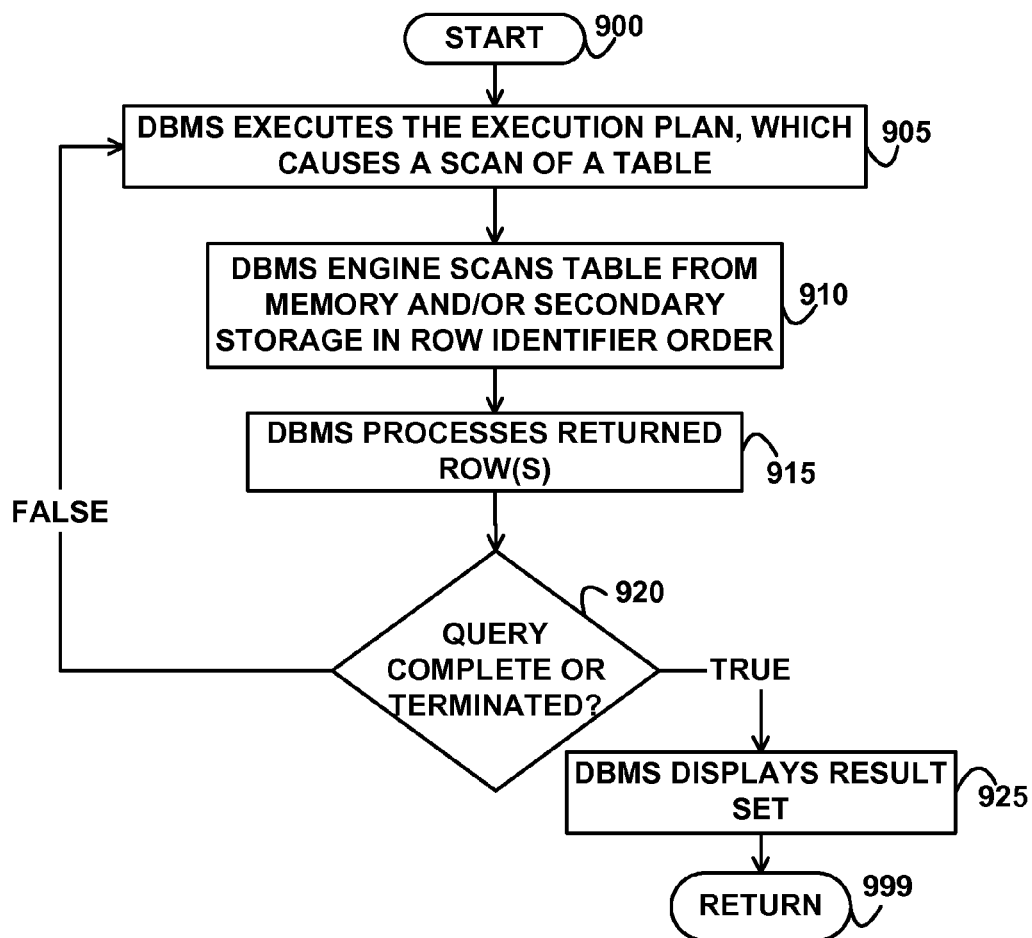 START
900
DBMS EXECUTES THE EXECUTION PLAN, WHICH
CAUSES A SCAN OF A TABLE
905
DBMS ENGINE SCANS TABLE FROM
MEMORY AND/OR SECONDARY
STORAGE IN ROW IDENTIFIER ORDER
910
DBMS PROCESSES RETURNED
ROW(S)
915
FALSE
920
QUERY
COMPLETE OR
TERMINATED?
TRUE
DBMS DISPLAYS RESULT
SET
925
RETURN
999